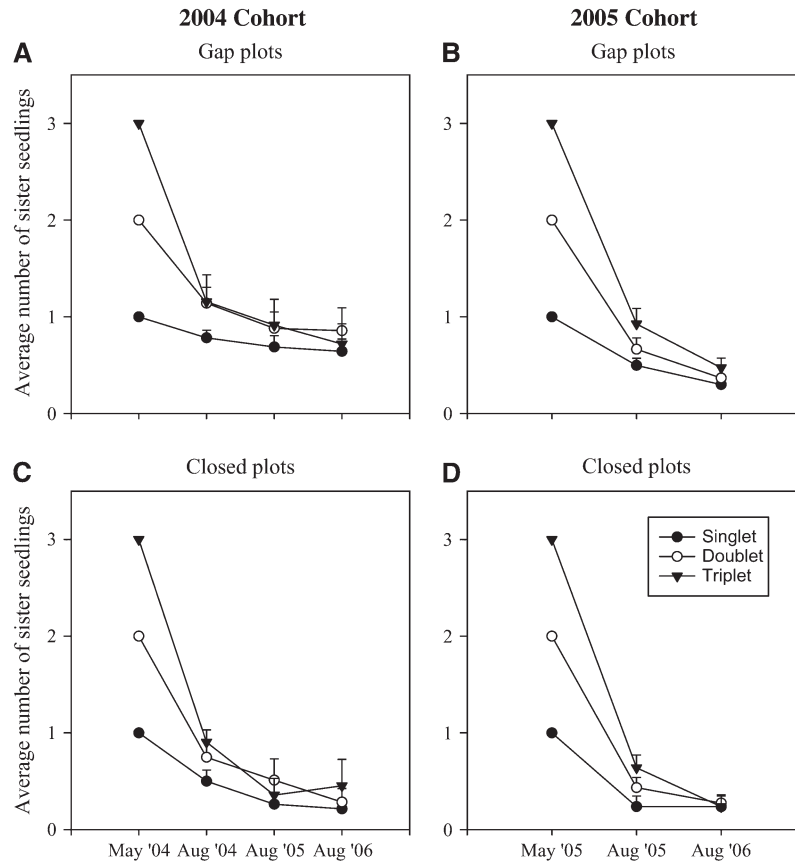 2004 Cohort
2005 Cohort
A
Gap plots
B
Gap plots
Average number of sister seedlings
3
2
1
0
3
2
1
0
C
Closed plots
D
Closed plots
Average number of sister seedlings
3
2
1
0
3
2
1
0
Singlet
Doublet
Triplet
May '04 Aug '04 Aug '05 Aug '06
May '05 Aug '05 Aug '06